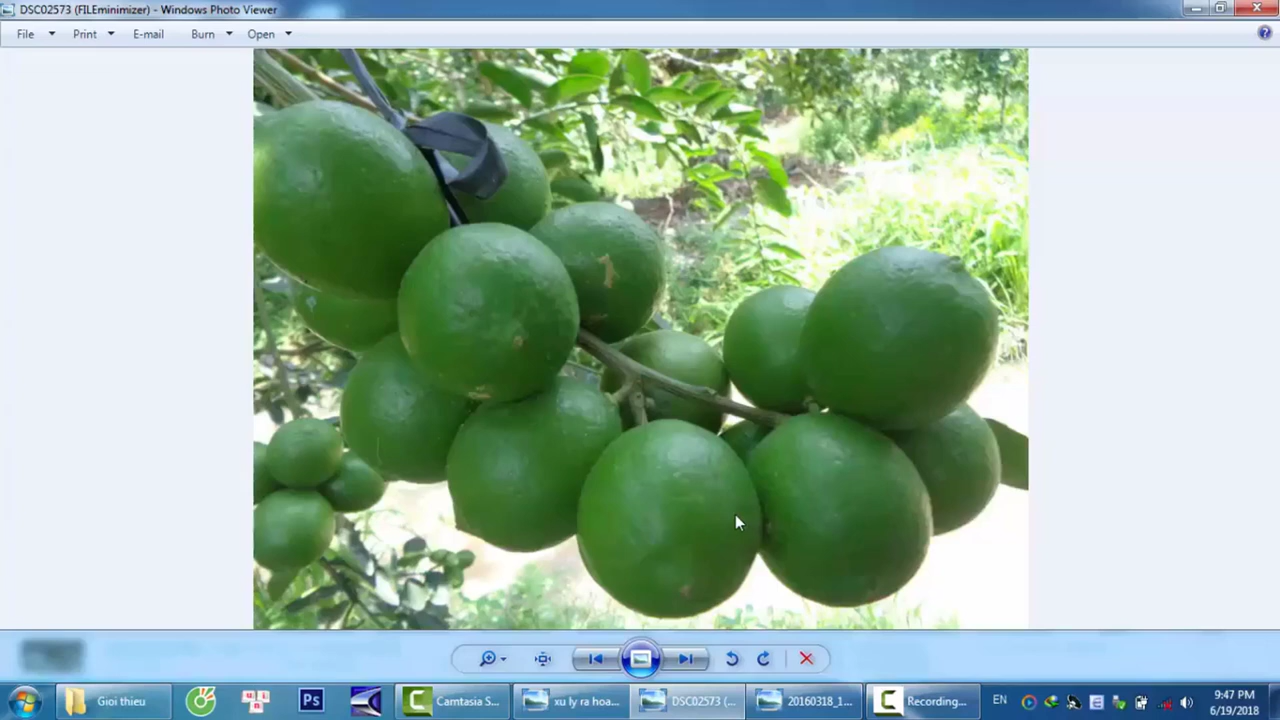 DSC02573 (FILEminimizer) - Windows Photo Viewer
File Print E-mail Burn Open
Gioi thieu
Ps
Camtasia S...
xu ly ra hoa...
DSC02573 (...
20160318_1...
Recording...
EN
9:47 PM
6/19/2018